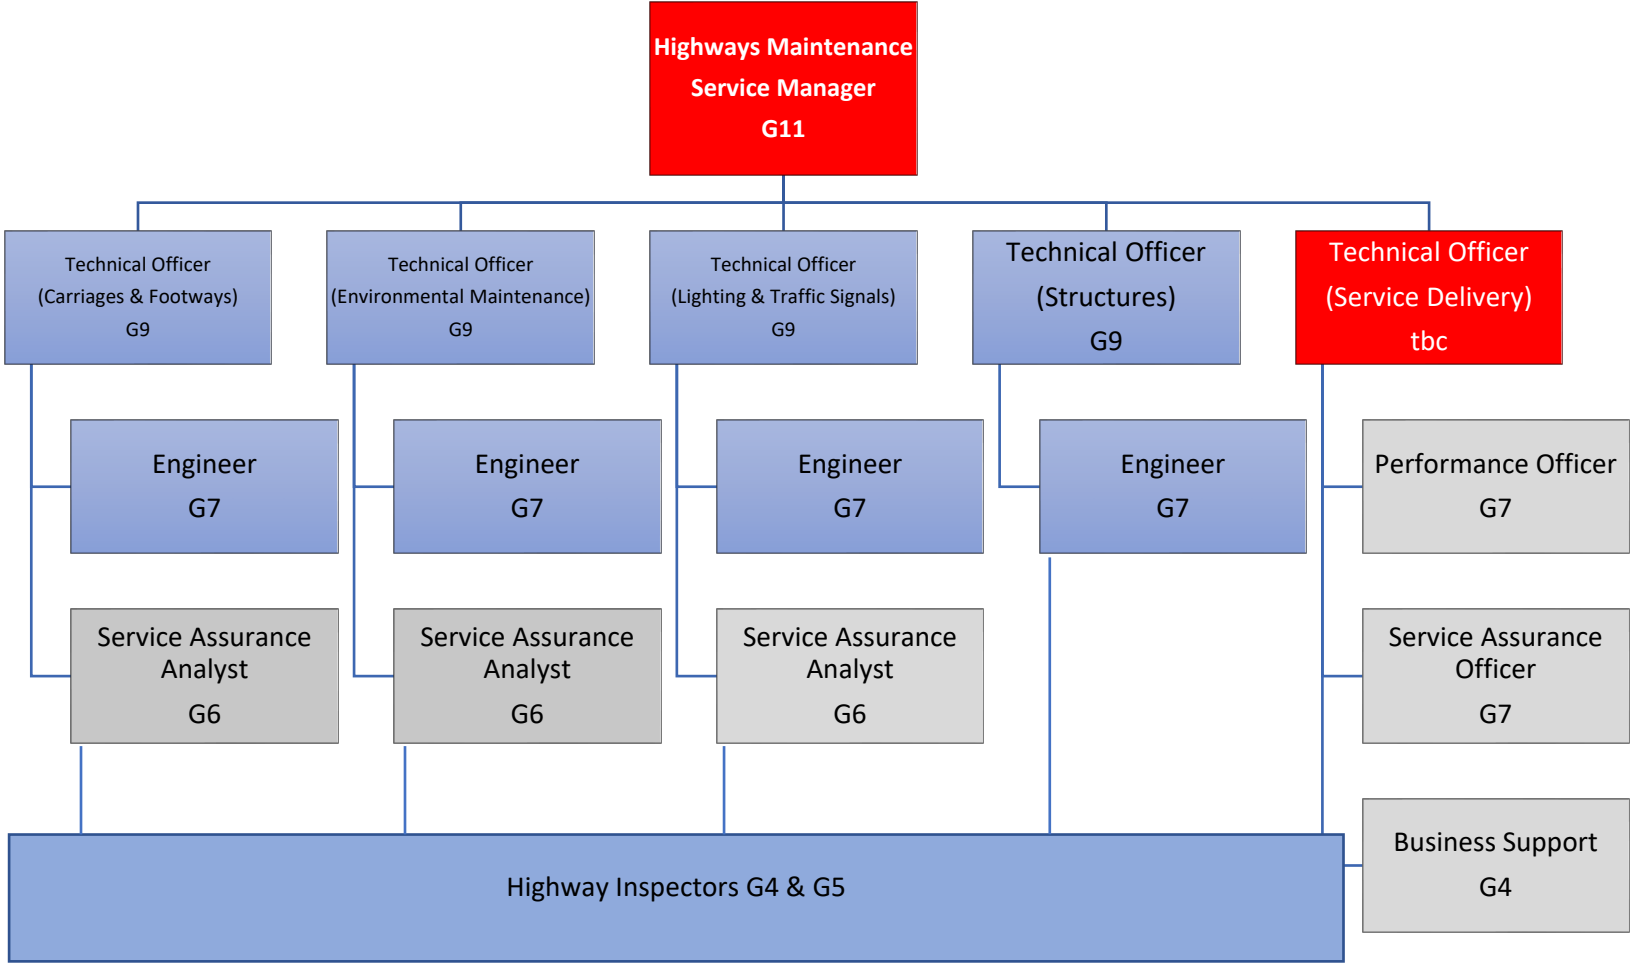 Highways Maintenance
Service Manager
G11
Technical Officer
(Carriages & Footways)
G9
Technical Officer
(Environmental Maintenance)
G9
Technical Officer
(Lighting & Traffic Signals)
G9
Technical Officer
(Structures)
G9
Technical Officer
(Service Delivery)
tbc
Engineer
G7
Engineer
G7
Engineer
G7
Engineer
G7
Performance Officer
G7
Service Assurance
Analyst
G6
Service Assurance
Analyst
G6
Service Assurance
Analyst
G6
Service Assurance
Officer
G7
Highway Inspectors G4 & G5
Business Support
G4